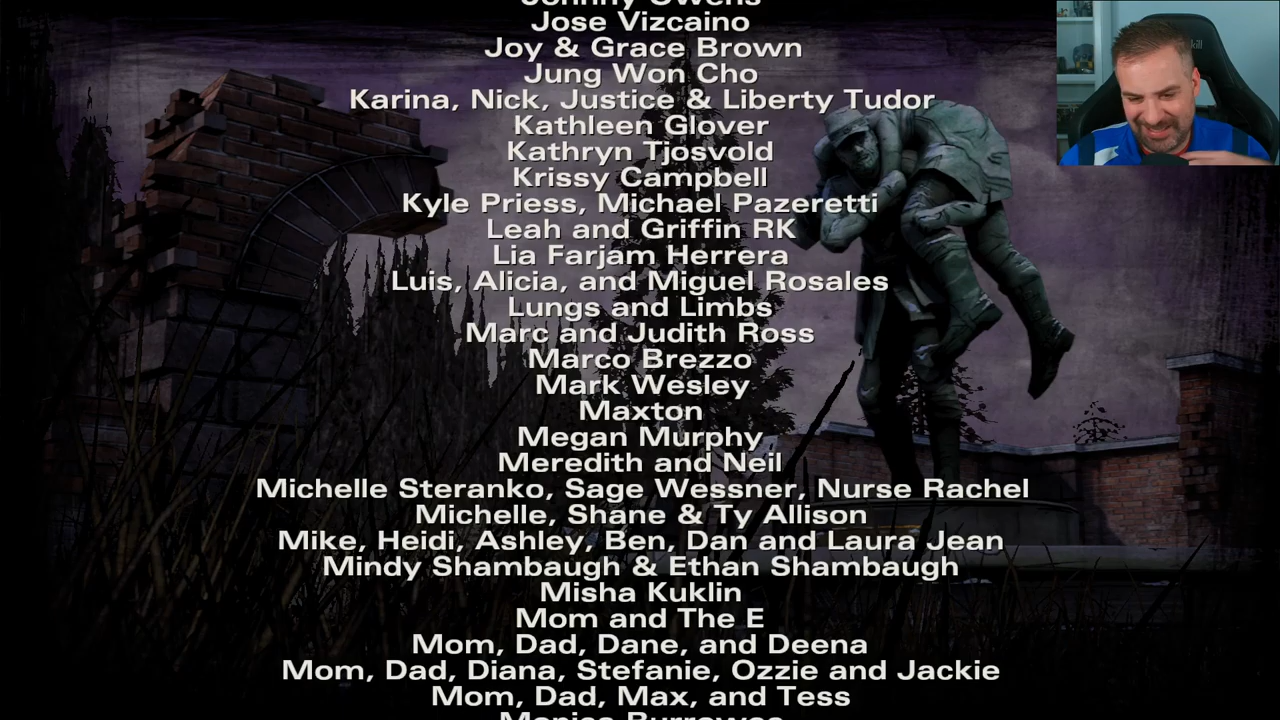 Johnny Owens
Jose Vizcaino
Joy & Grace Brown
Jung Won Cho
Karina, Nick, Justice & Liberty Tudor
Kathleen Glover
Kathryn Tjosvold
Krissy Campbell
Kyle Priess, Michael Pazeretti
Leah and Griffin RK
Lia Farjam Herrera
Luis, Alicia, and Miguel Rosales
Lungs and Limbs
Marc and Judith Ross
Marco Brezzo
Mark Wesley
Maxton
Megan Murphy
Meredith and Neil
Michelle Steranko, Sage Wessner, Nurse Rachel
Michelle, Shane & Ty Allison
Mike, Heidi, Ashley, Ben, Dan and Laura Jean
Mindy Shambaugh & Ethan Shambaugh
Misha Kuklin
Mom and The E
Mom, Dad, Dane, and Deena
Mom, Dad, Diana, Stefanie, Ozzie and Jackie
Mom, Dad, Max, and Tess